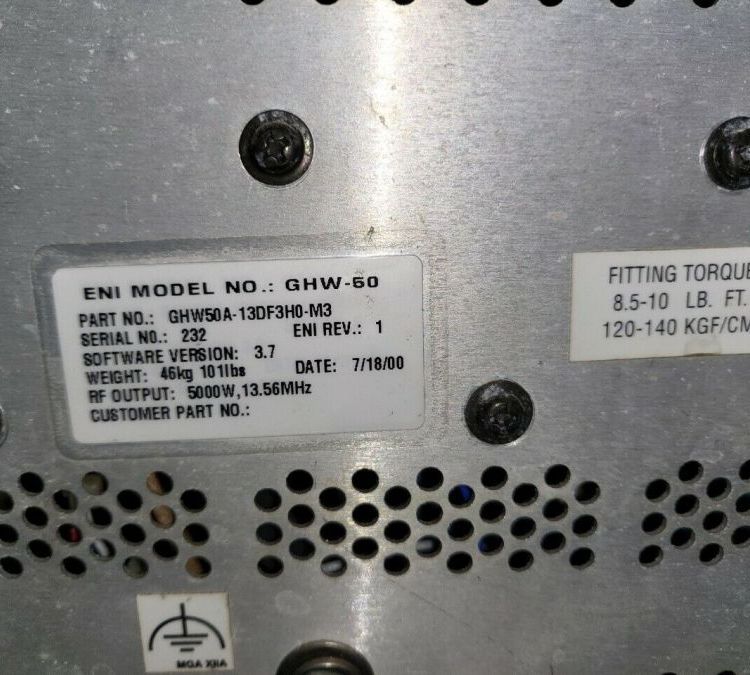 ENI MODEL NO.: GHW-50
PART NO.: GHW50A-13DF3H0-M3
SERIAL NO.: 232 ENI REV.: 1
SOFTWARE VERSION: 3.7
WEIGHT: 46kg 101lbs DATE: 7/18/00
RF OUTPUT: 5000W,13.56MHz
CUSTOMER PART NO.:
FITTING TORQUE
8.5-10 LB. FT.
120-140 KGF/CM
MGA XJIA